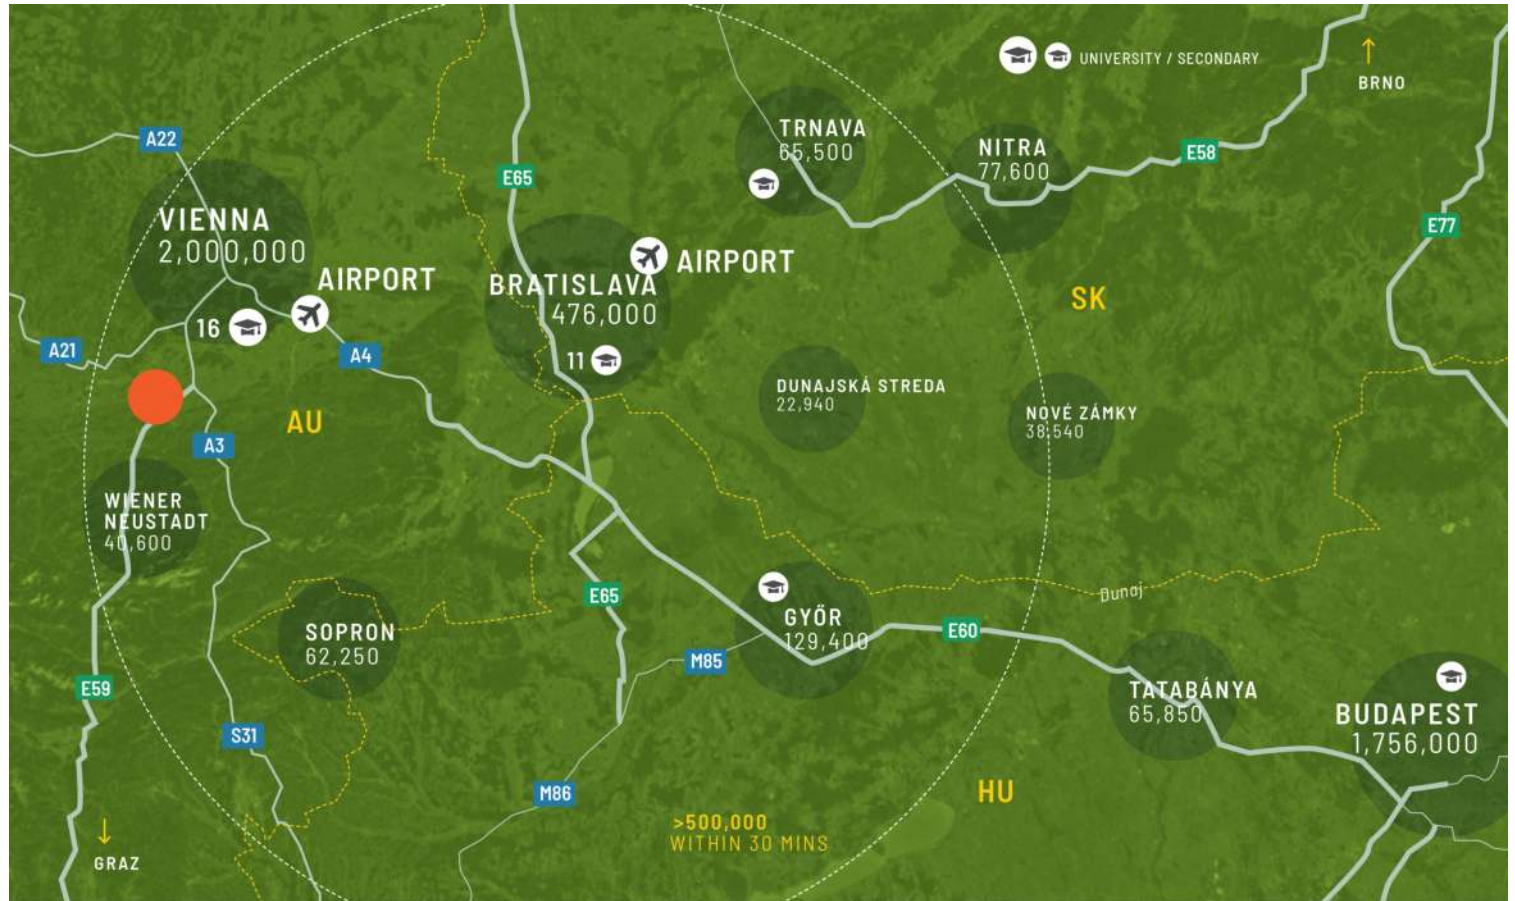 UNIVERSITY / SECONDARY
BRNO
A22
TRNAVA
65,500
NITRA
77,600
E58
E65
VIENNA
2,000,000
E77
AIRPORT
AIRPORT
BRATISLAVA
476,000
SK
16
A21
A4
11
DUNAJSKÁ STREDA
22,940
NOVÉ ZÁMKY
38,540
AU
A3
WIENER
NEUSTADT
40,600
E65
Dunaj
GYŐR
129,400
E60
SOPRON
62,250
M85
E59
TATABÁNYA
65,850
BUDAPEST
1,756,000
S31
M86
HU
>500,000
WITHIN 30 MINS
GRAZ